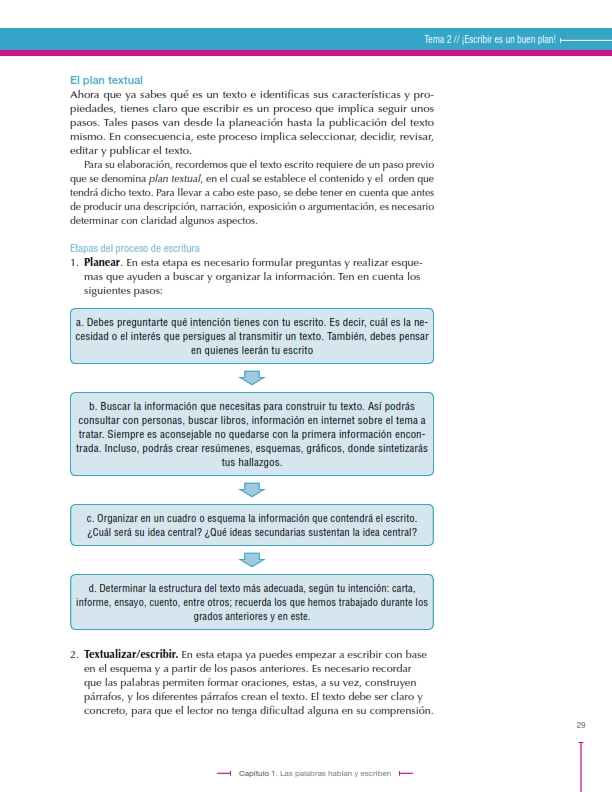 Tema 2 // ¡Escribir es un buen plan!
El plan textual
Ahora que ya sabes qué es un texto e identificas sus características y pro-
piedades, tienes claro que escribir es un proceso que implica seguir unos
pasos. Tales pasos van desde la planeación hasta la publicación del texto
mismo. En consecuencia, este proceso implica seleccionar, decidir, revisar,
editar y publicar el texto.
Para su elaboración, recordemos que el texto escrito requiere de un paso previo
que se denomina plan textual, en el cual se establece el contenido y el orden que
tendrá dicho texto. Para llevar a cabo este paso, se debe tener en cuenta que antes
de producir una descripción, narración, exposición o argumentación, es necesario
determinar con claridad algunos aspectos.
Etapas del proceso de escritura
1. Planear. En esta etapa es necesario formular preguntas y realizar esque-
mas que ayuden a buscar y organizar la información. Ten en cuenta los
siguientes pasos:
a. Debes preguntarte qué intención tienes con tu escrito. Es decir, cuál es la ne-
cesidad o el interés que persigues al transmitir un texto. También, debes pensar
en quienes leerán tu escrito
b. Buscar la información que necesitas para construir tu texto. Así podrás
consultar con personas, buscar libros, información en internet sobre el tema a
tratar. Siempre es aconsejable no quedarse con la primera información encon-
trada. Incluso, podrás crear resúmenes, esquemas, gráficos, donde sintetizarás
tus hallazgos.
c. Organizar en un cuadro o esquema la información que contendrá el escrito.
¿Cuál será su idea central? ¿Qué ideas secundarias sustentan la idea central?
d. Determinar la estructura del texto más adecuada, según tu intención: carta,
informe, ensayo, cuento, entre otros; recuerda los que hemos trabajado durante los
grados anteriores y en este.
2. Textualizar/escribir. En esta etapa ya puedes empezar a escribir con base
en el esquema y a partir de los pasos anteriores. Es necesario recordar
que las palabras permiten formar oraciones, estas, a su vez, construyen
párrafos, y los diferentes párrafos crean el texto. El texto debe ser claro y
concreto, para que el lector no tenga dificultad alguna en su comprensión.
29
Capítulo 1. Las palabras hablan y escriben